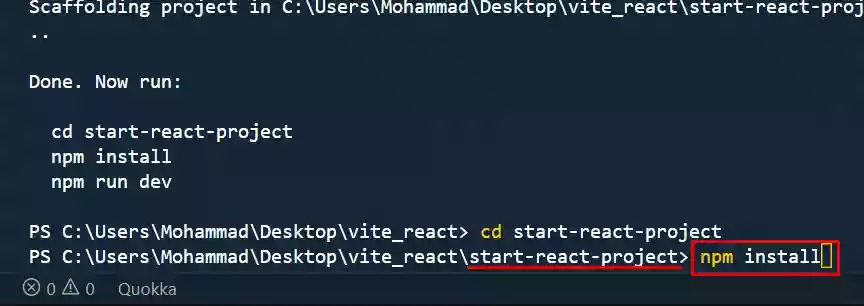 Scaffolding project in C:\Users\Mohammad\Desktop\vite_react\start-react-proj
..
Done. Now run:
cd start-react-project
npm install
npm run dev
PS C:\Users\Mohammad\Desktop\vite_react> cd start-react-project
PS C:\Users\Mohammad\Desktop\vite_react\start-react-project> npm install
0 0 Quokka